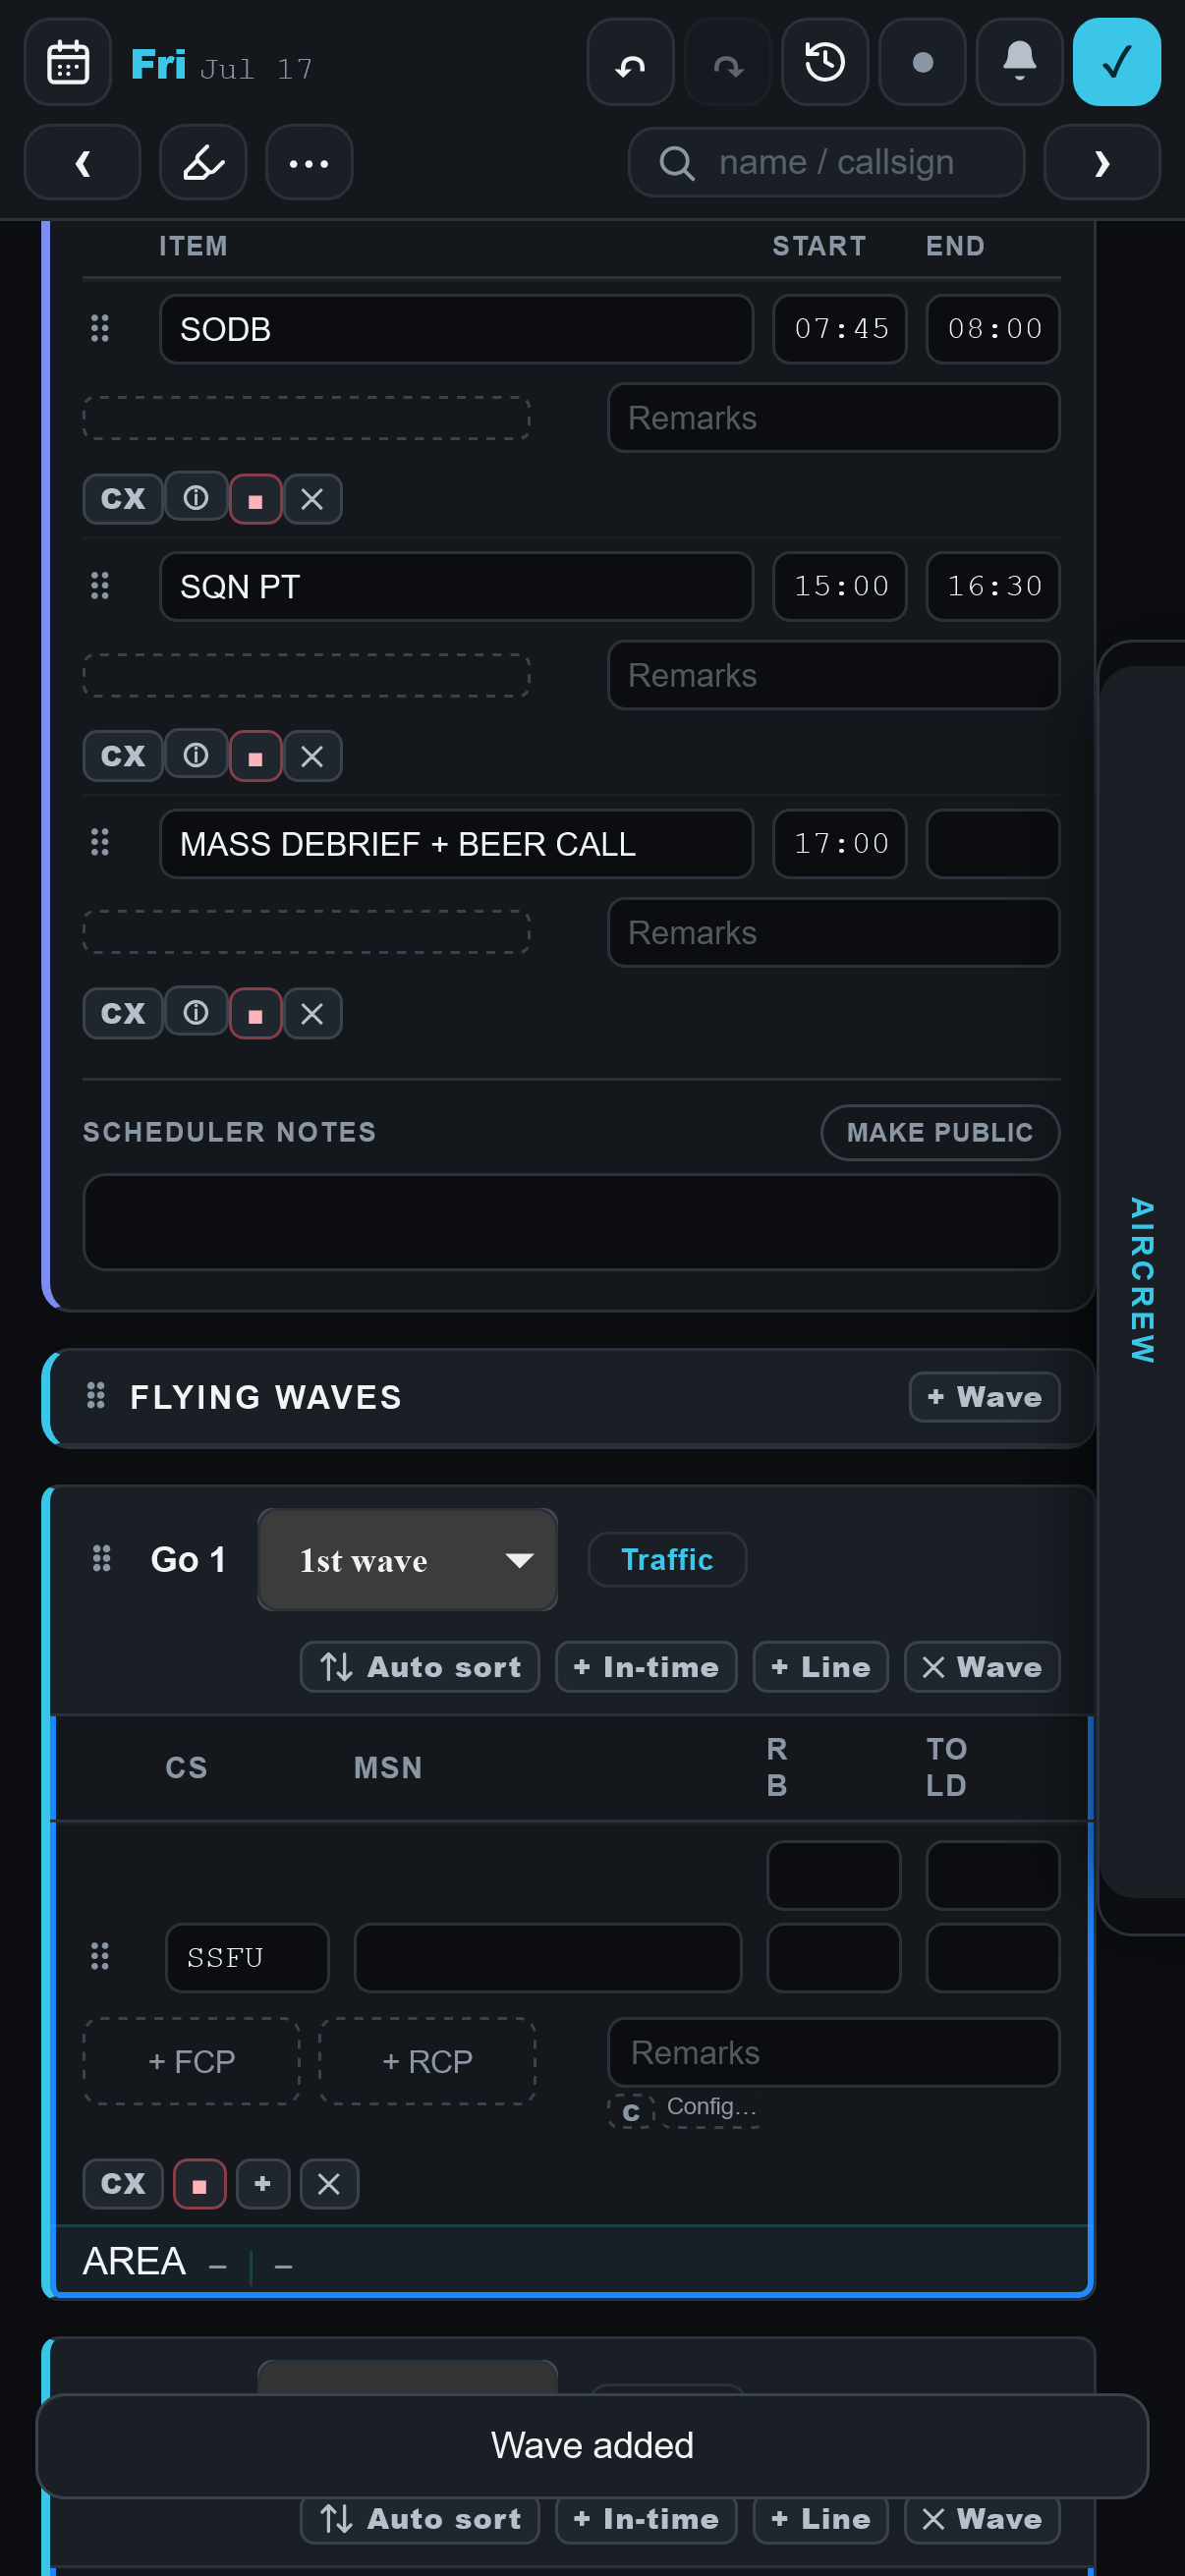 Fri Jul 17
name / callsign
ITEM START END
SODB 07:45 08:00
Remarks
CX
SQN PT 15:00 16:30
Remarks
CX
MASS DEBRIEF + BEER CALL 17:00
Remarks
CX
SCHEDULER NOTES MAKE PUBLIC
AIRCREW
FLYING WAVES + Wave
Go 1 1st wave Traffic
Auto sort + In-time + Line × Wave
CS MSN R TO
B LD
SSFU
+ FCP + RCP Remarks
C Config...
CX + ×
AREA – | –
Wave added
Auto sort + In-time + Line × Wave